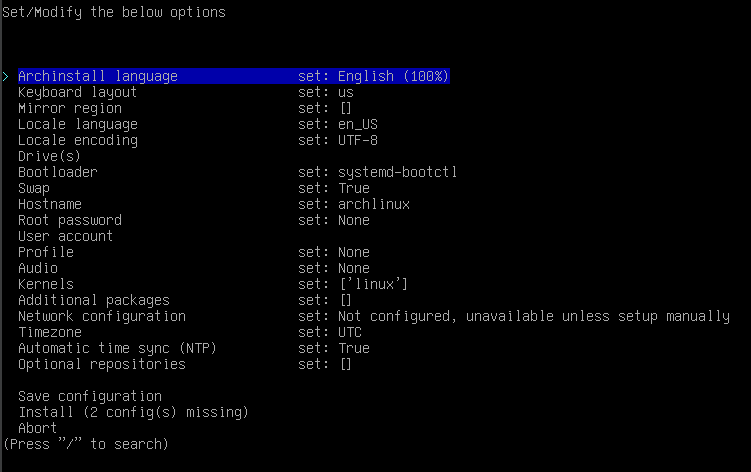 Set/Modify the below options
> Archinstall language set: English (100%)
Keyboard layout set: us
Mirror region set: []
Locale language set: en_US
Locale encoding set: UTF-8
Drive(s)
Bootloader set: systemd-bootctl
Swap set: True
Hostname set: archlinux
Root password set: None
User account
Profile set: None
Audio set: None
Kernels set: ['linux']
Additional packages set: []
Network configuration set: Not configured, unavailable unless setup manually
Timezone set: UTC
Automatic time sync (NTP) set: True
Optional repositories set: []
Save configuration
Install (2 config(s) missing)
Abort
(Press "/" to search)